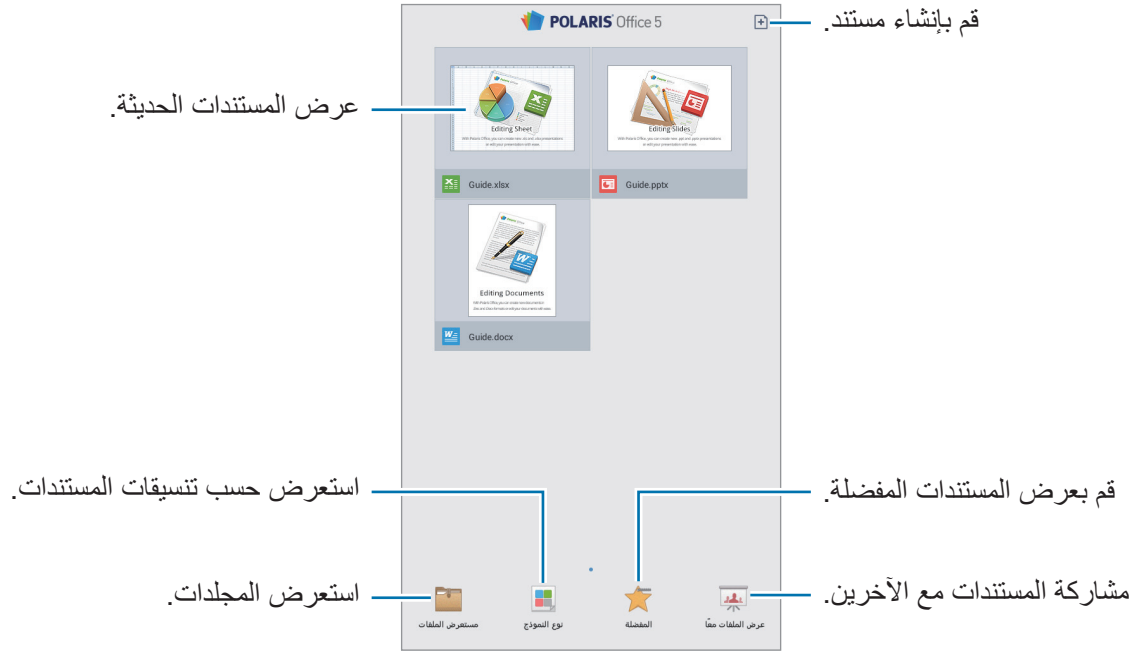 POLARIS Office 5
قم بإنشاء مستند.
عرض المستندات الحديثة.
Editing Sheet
Editing Slides
Guide.xlsx
Guide.pptx
Editing Documents
Guide.docx
استعرض حسب تنسيقات المستندات.
قم بعرض المستندات المفضلة.
استعرض المجلدات.
مشاركة المستندات مع الآخرين.
مستعرض الملفات
نوع النموذج
المفضلة
عرض الملفات معًا